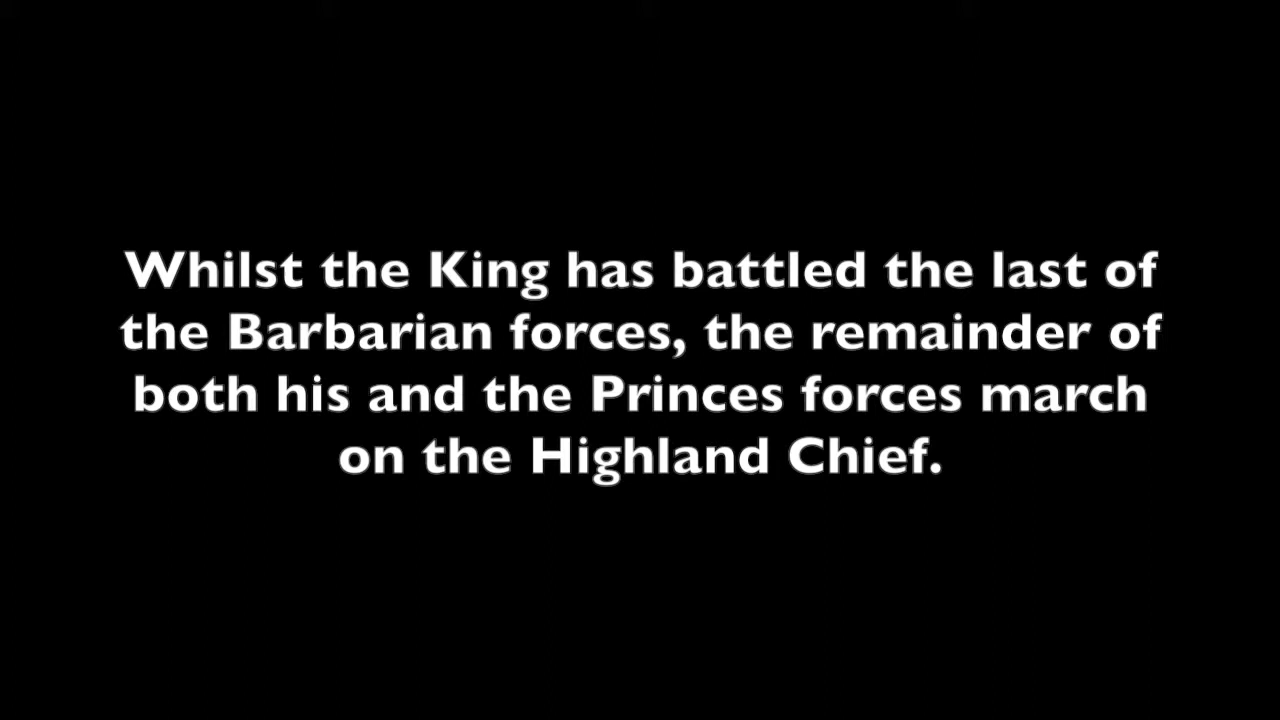 Whilst the King has battled the last of
the Barbarian forces, the remainder of
both his and the Princes forces march
on the Highland Chief.